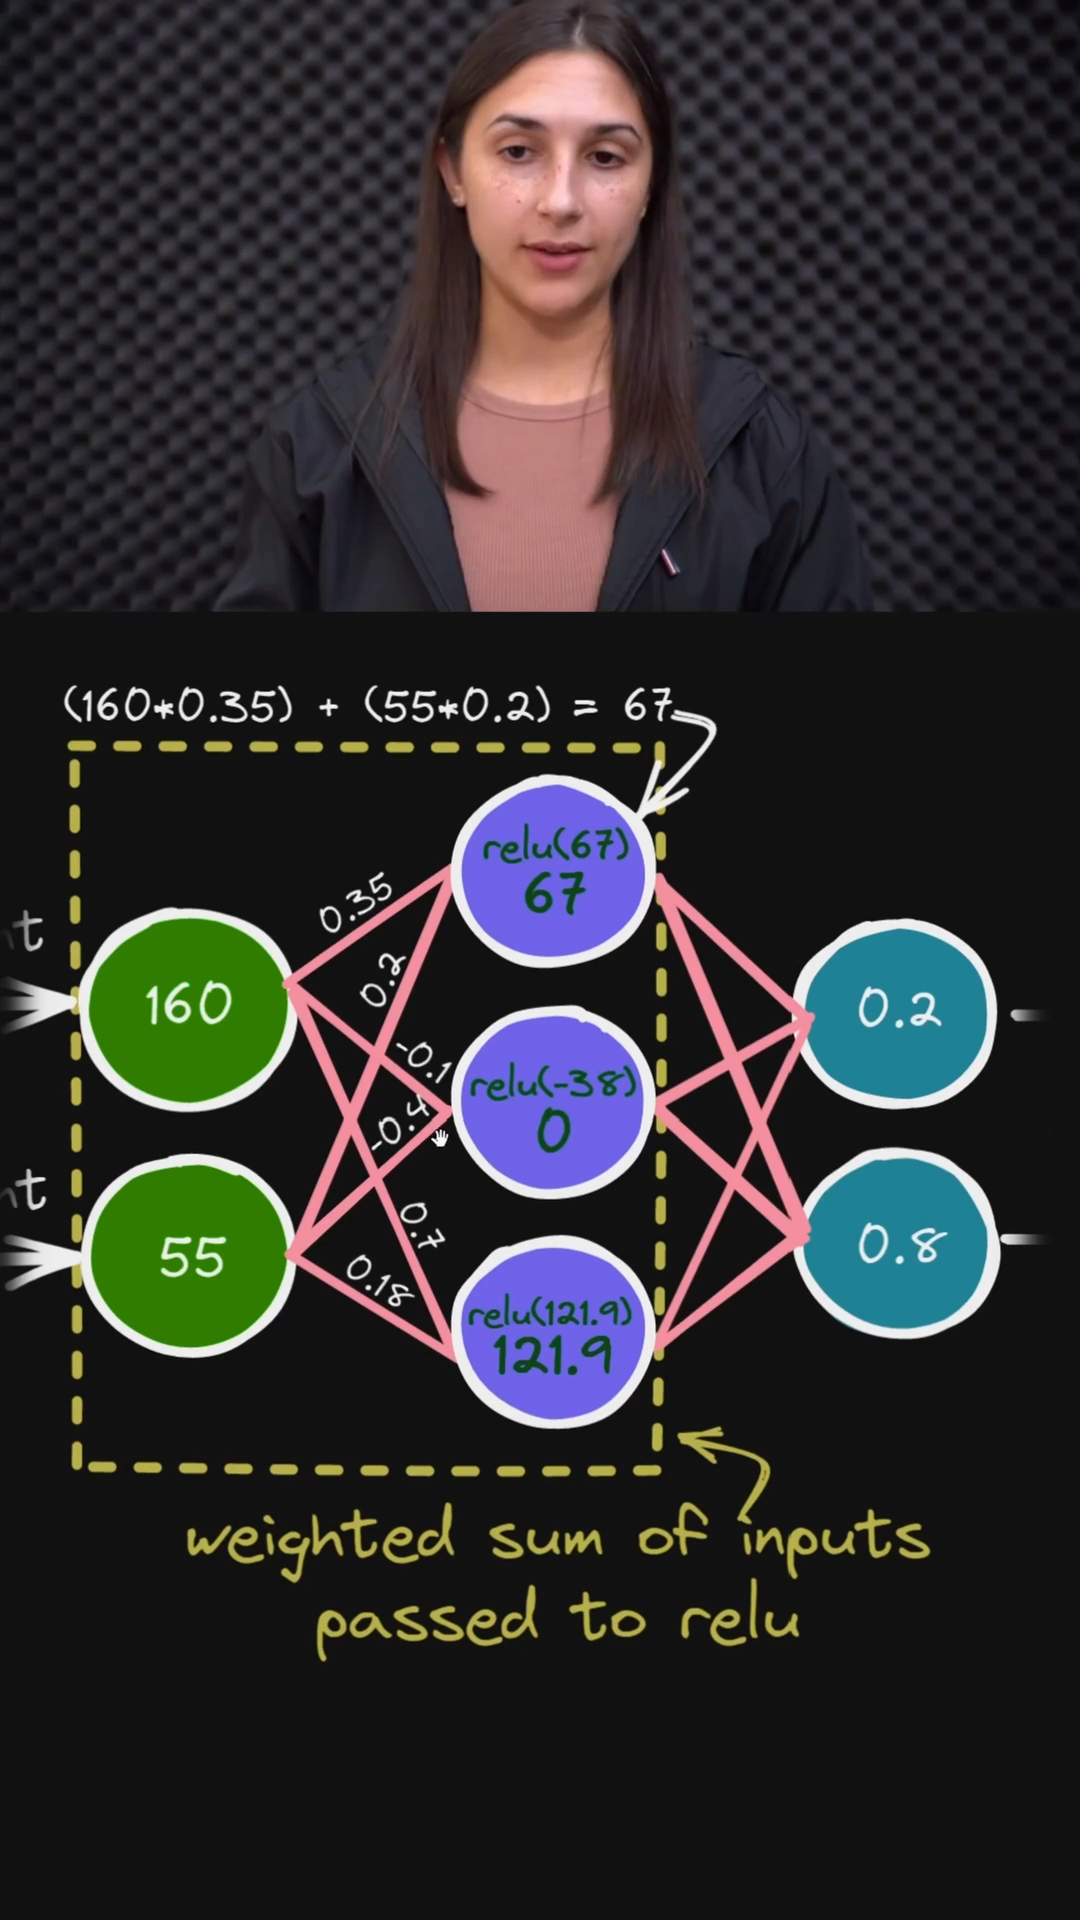 (160*0.35) + (55*0.2) = 67
relu(67)
67
0.35
0.2
160
0.2
-0.1
relu(-38)
0
-0.4
55
0.7
0.8
0.18
relu(121.9)
121.9
weighted sum of inputs
passed to relu